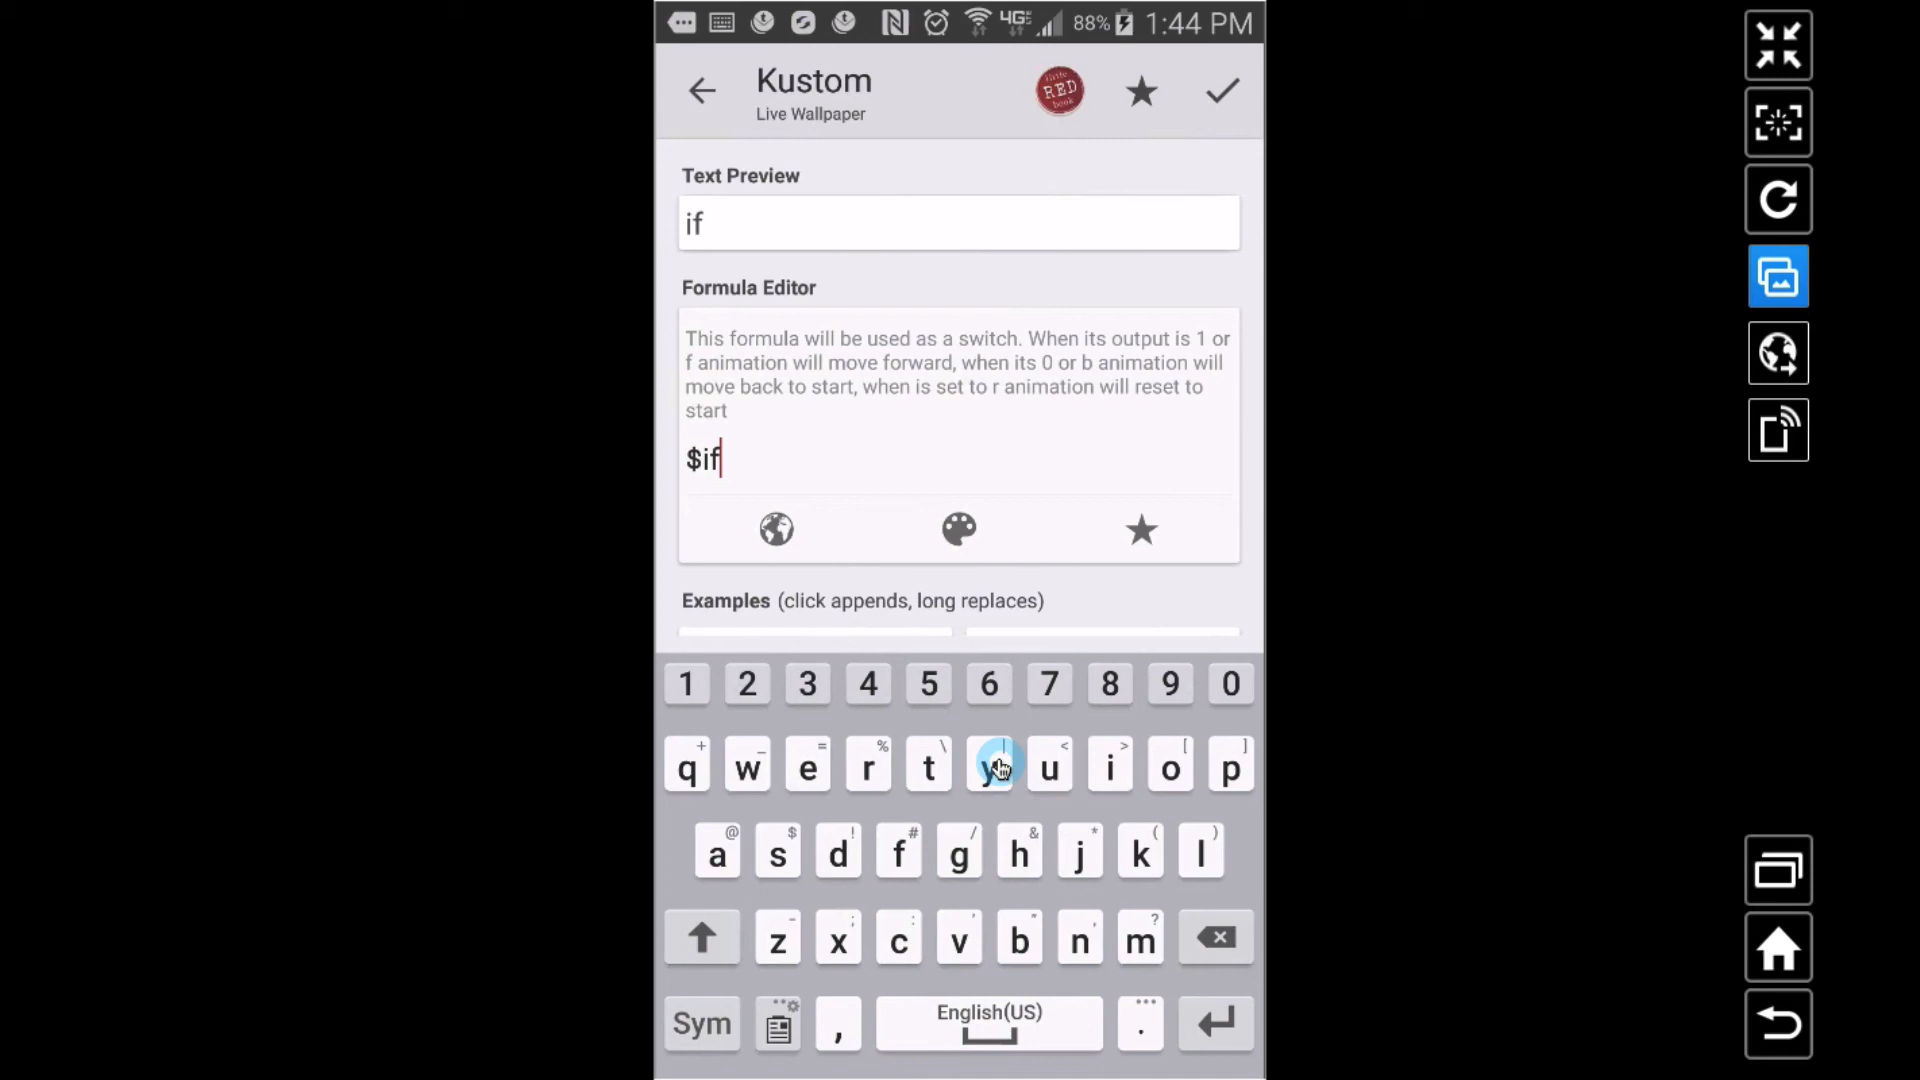 88% 1:44 PM
4G
Kustom
Live Wallpaper
little
RED
book
Text Preview
if
Formula Editor
This formula will be used as a switch. When its output is 1 or
f animation will move forward, when its 0 or b animation will
move back to start, when is set to r animation will reset to
start
$if
Examples (click appends, long replaces)
1 2 3 4 5 6 7 8 9 0
+ _ = % \ | < > [ ]
q w e r t y u i o p
@ $ ! # / & * ( )
a s d f g h j k l
- ; : ' " , ?
z x c v b n m
English(US)
Sym , .